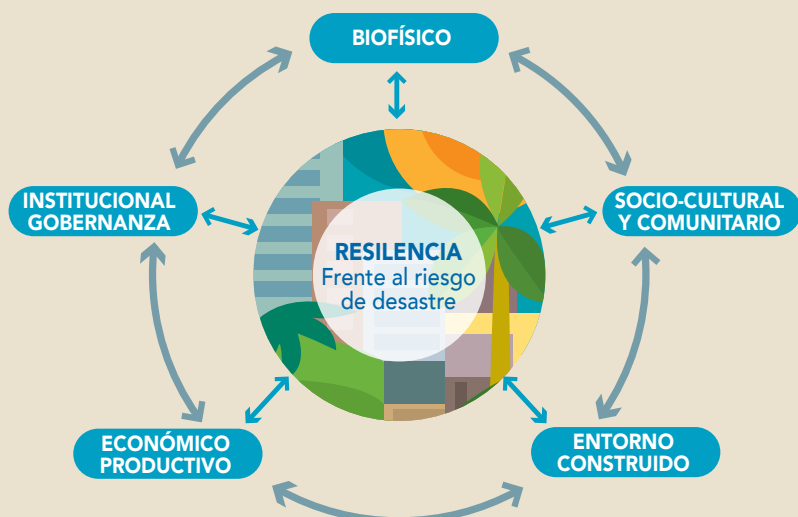 BIOFÍSICO
INSTITUCIONAL
GOBERNANZA
SOCIO-CULTURAL
Y COMUNITARIO
RESILENCIA
Frente al riesgo
de desastre
ECONÓMICO
PRODUCTIVO
ENTORNO
CONSTRUIDO